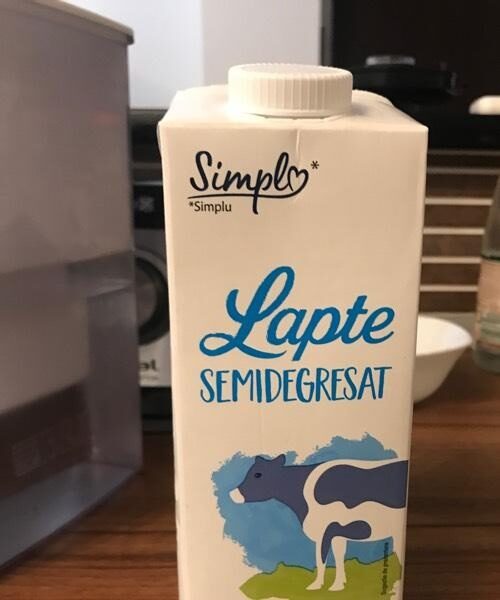 Simplo*
*Simplu
Lapte
SEMIDEGRESAT